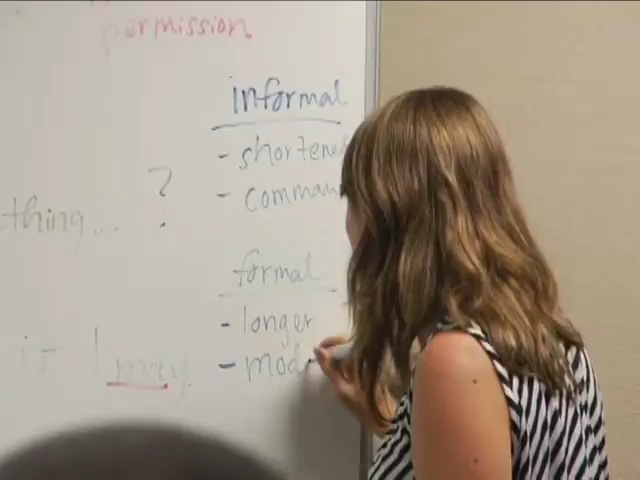 permission
informal
- shortene
- comman
thing... ?
formal
- longer
- mod